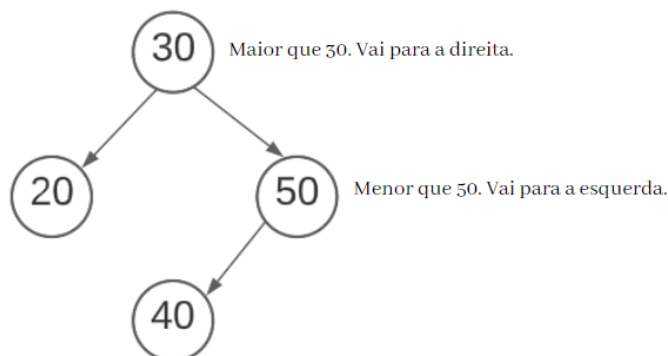 30 Maior que 30. Vai para a direita.
20
50 Menor que 50. Vai para a esquerda.
40